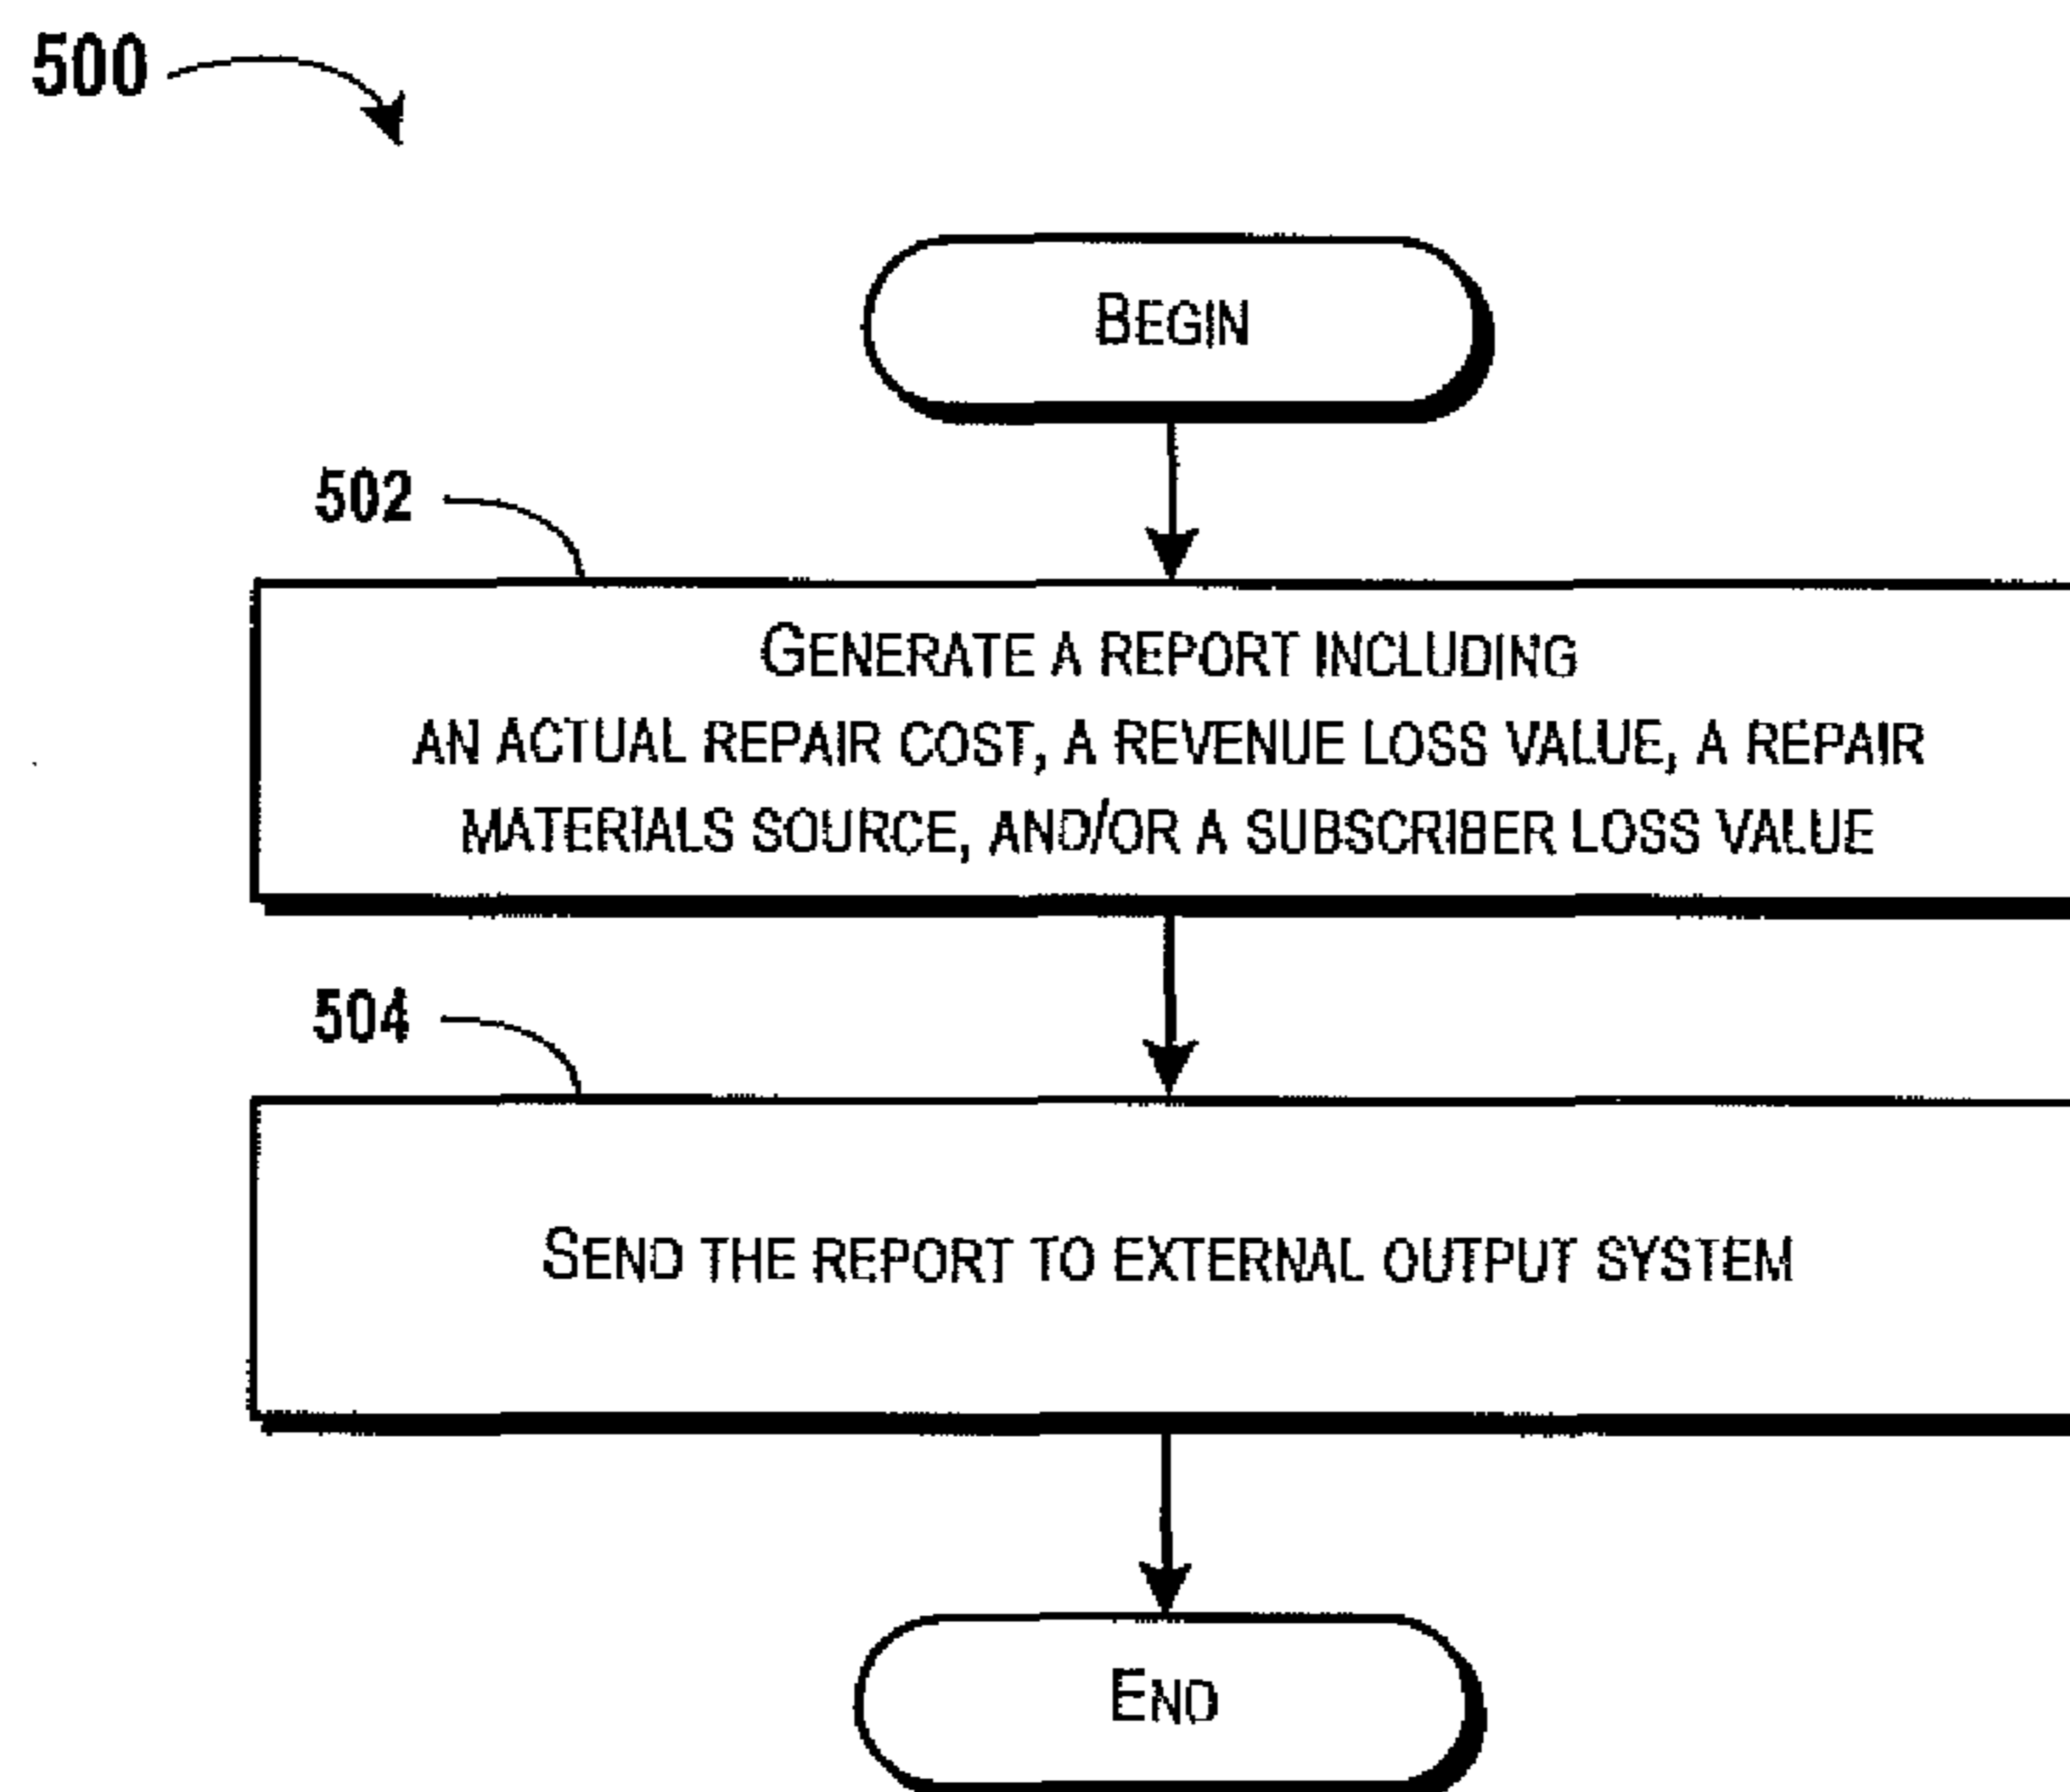 500
BEGIN
502
GENERATE A REPORT INCLUDING
AN ACTUAL REPAIR COST, A REVENUE LOSS VALUE, A REPAIR
MATERIALS SOURCE, AND/OR A SUBSCRIBER LOSS VALUE
504
SEND THE REPORT TO EXTERNAL OUTPUT SYSTEM
END